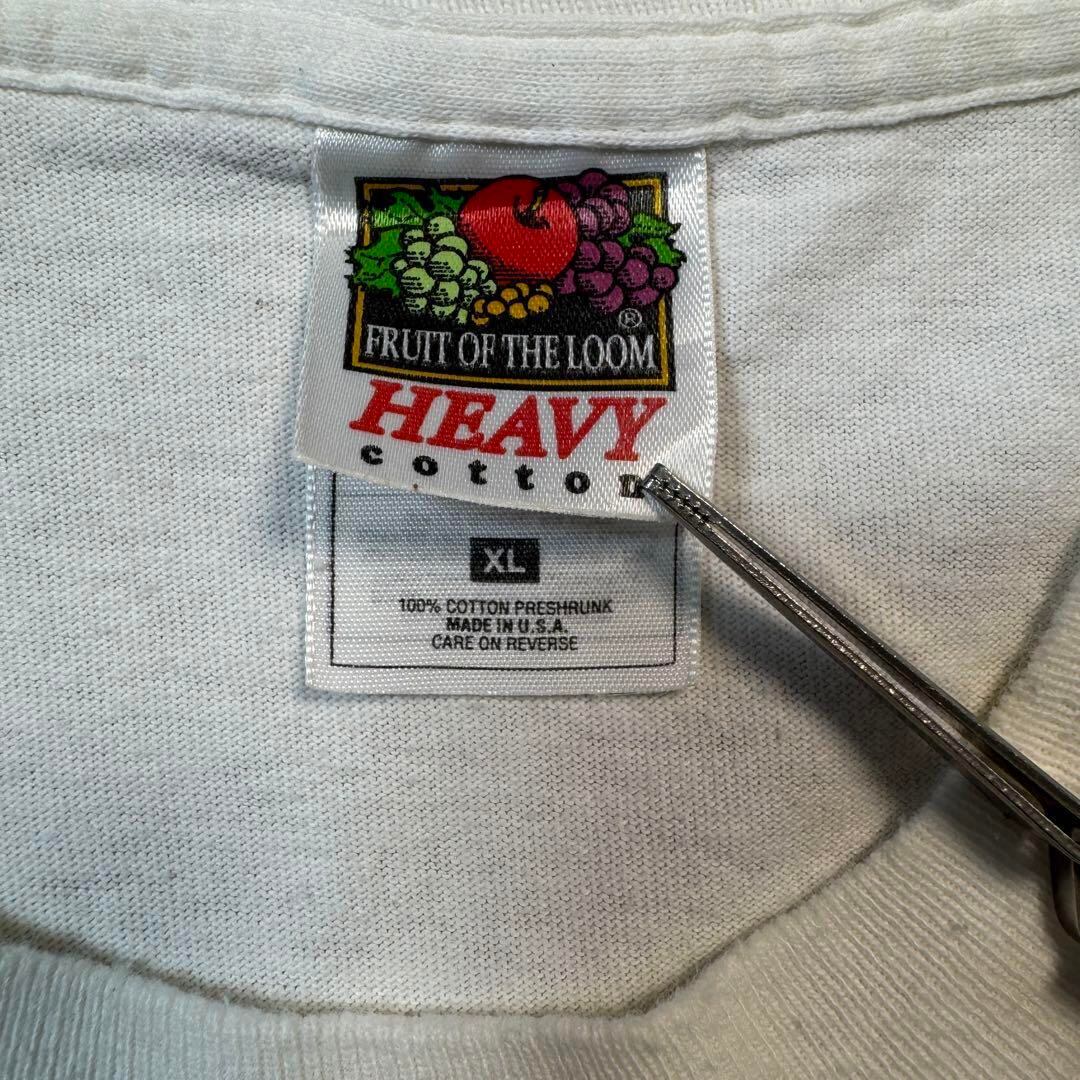 ®
FRUIT OF THE LOOM
HEAVY
cotton
XL
100% COTTON PRESHRUNK
MADE IN U.S.A.
CARE ON REVERSE